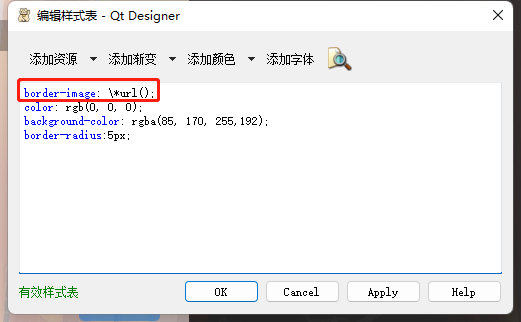 编辑样式表 - Qt Designer
添加资源 添加渐变 添加颜色 添加字体
border-image: \*url();
color: rgb(0, 0, 0);
background-color: rgba(85, 170, 255,192);
border-radius:5px;
有效样式表 OK Cancel Apply Help